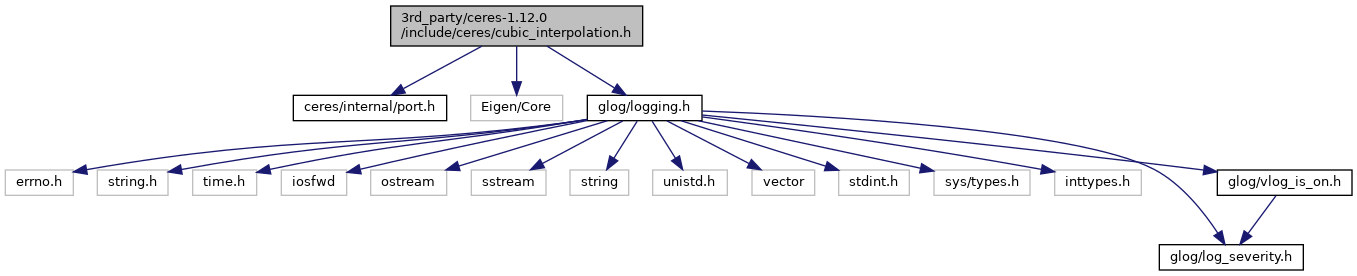 3rd_party/ceres-1.12.0
/include/ceres/cubic_interpolation.h
ceres/internal/port.h
Eigen/Core
glog/logging.h
errno.h
string.h
time.h
iosfwd
ostream
sstream
string
unistd.h
vector
stdint.h
sys/types.h
inttypes.h
glog/vlog_is_on.h
glog/log_severity.h